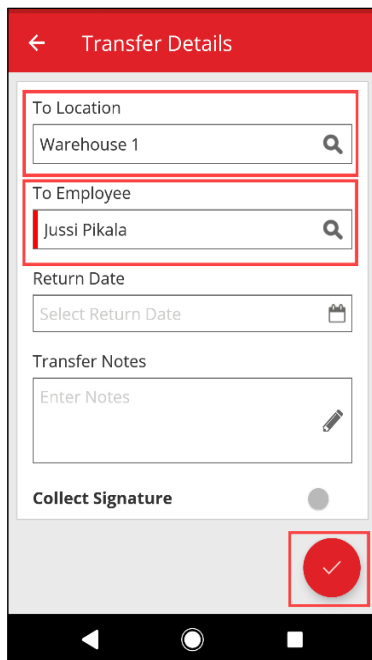 Transfer Details
To Location
Warehouse 1
To Employee
Jussi Pikala
Return Date
Select Return Date
Transfer Notes
Enter Notes
Collect Signature